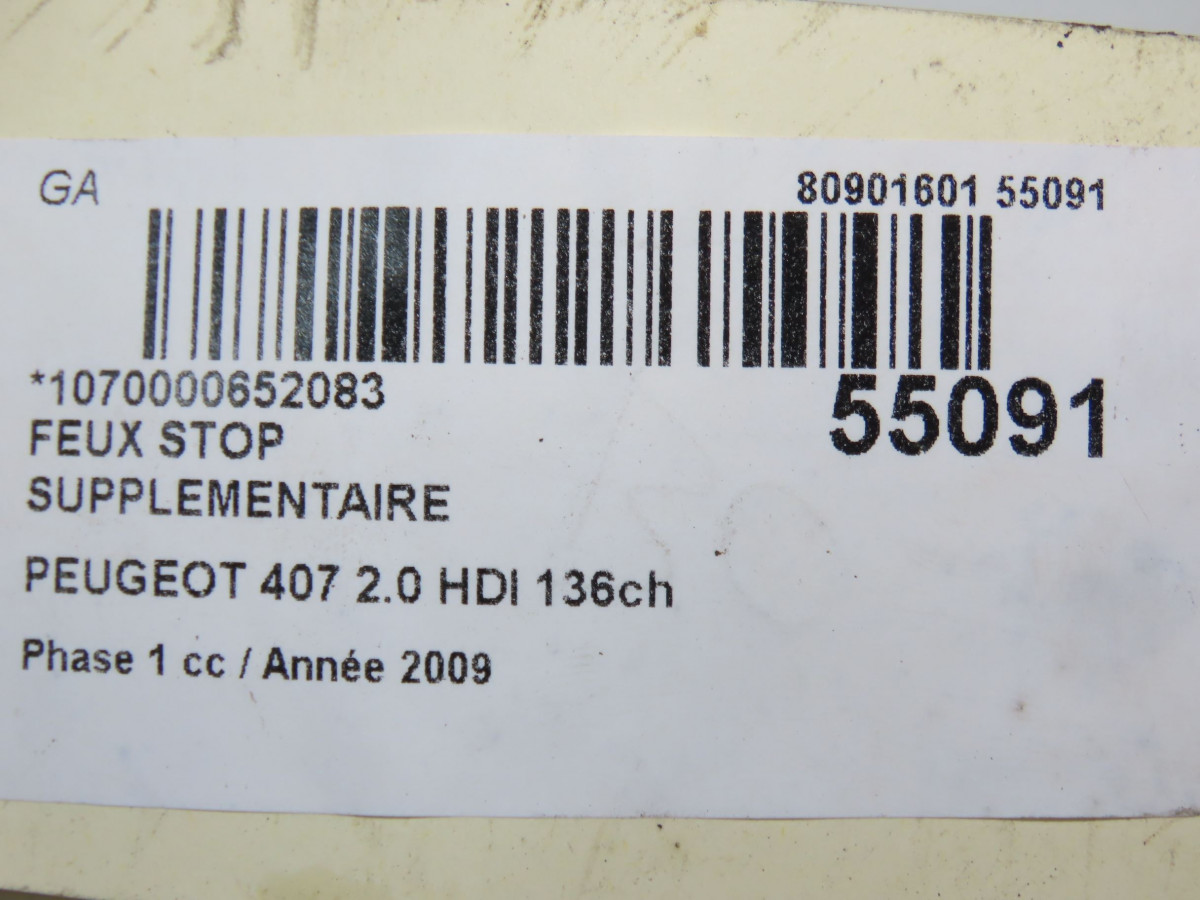 GA
80901601 55091
*1070000652083
55091
FEUX STOP
SUPPLEMENTAIRE
PEUGEOT 407 2.0 HDI 136ch
Phase 1 cc / Année 2009